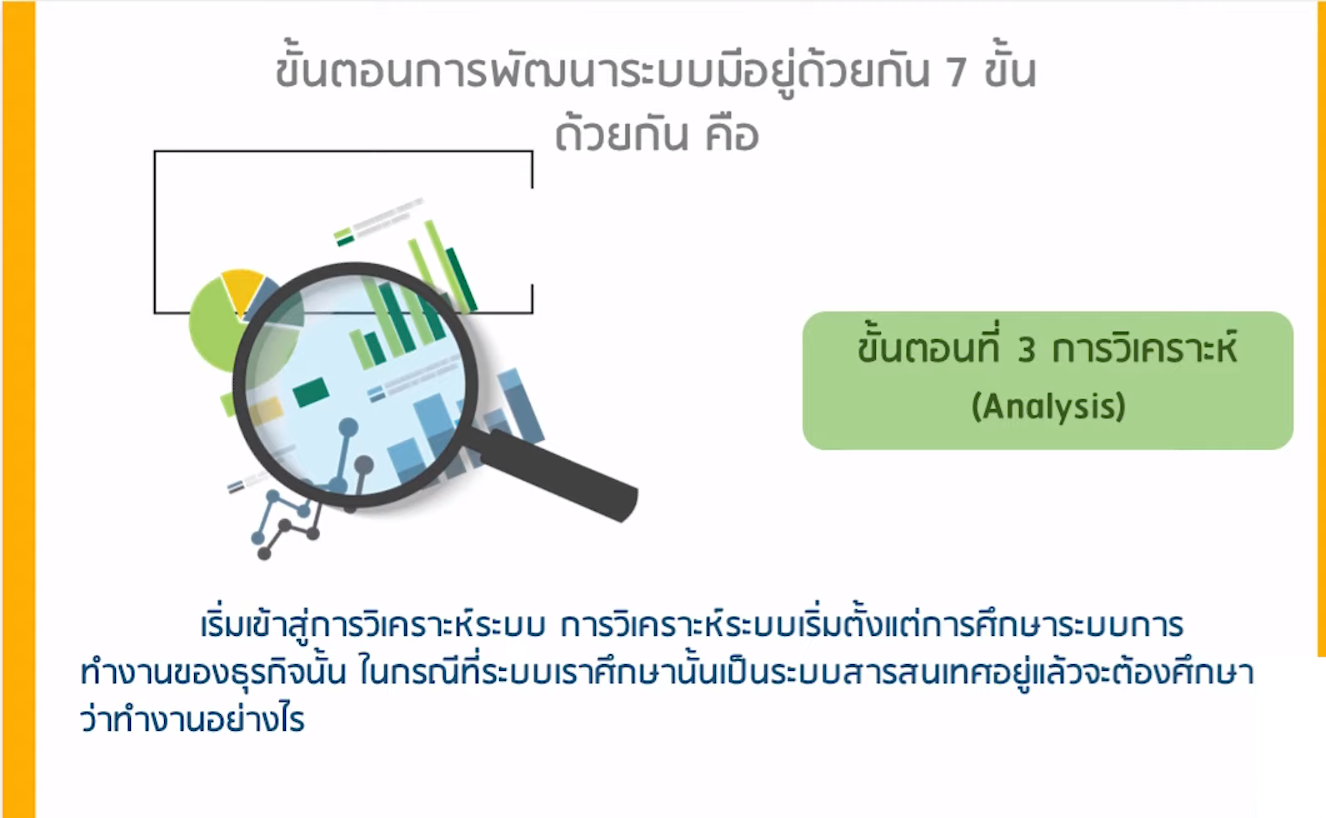 ขั้นตอนการพัฒนาระบบมีอยู่ด้วยกัน 7 ขั้น
ด้วยกัน คือ
ขั้นตอนที่ 3 การวิเคราะห์
(Analysis)
เริ่มเข้าสู่การวิเคราะห์ระบบ การวิเคราะห์ระบบเริ่มตั้งแต่การศึกษาระบบการ
ทำงานของธุรกิจนั้น ในกรณีที่ระบบเราศึกษานั้นเป็นระบบสารสนเทศอยู่แล้วจะต้องศึกษา
ว่าทำงานอย่างไร